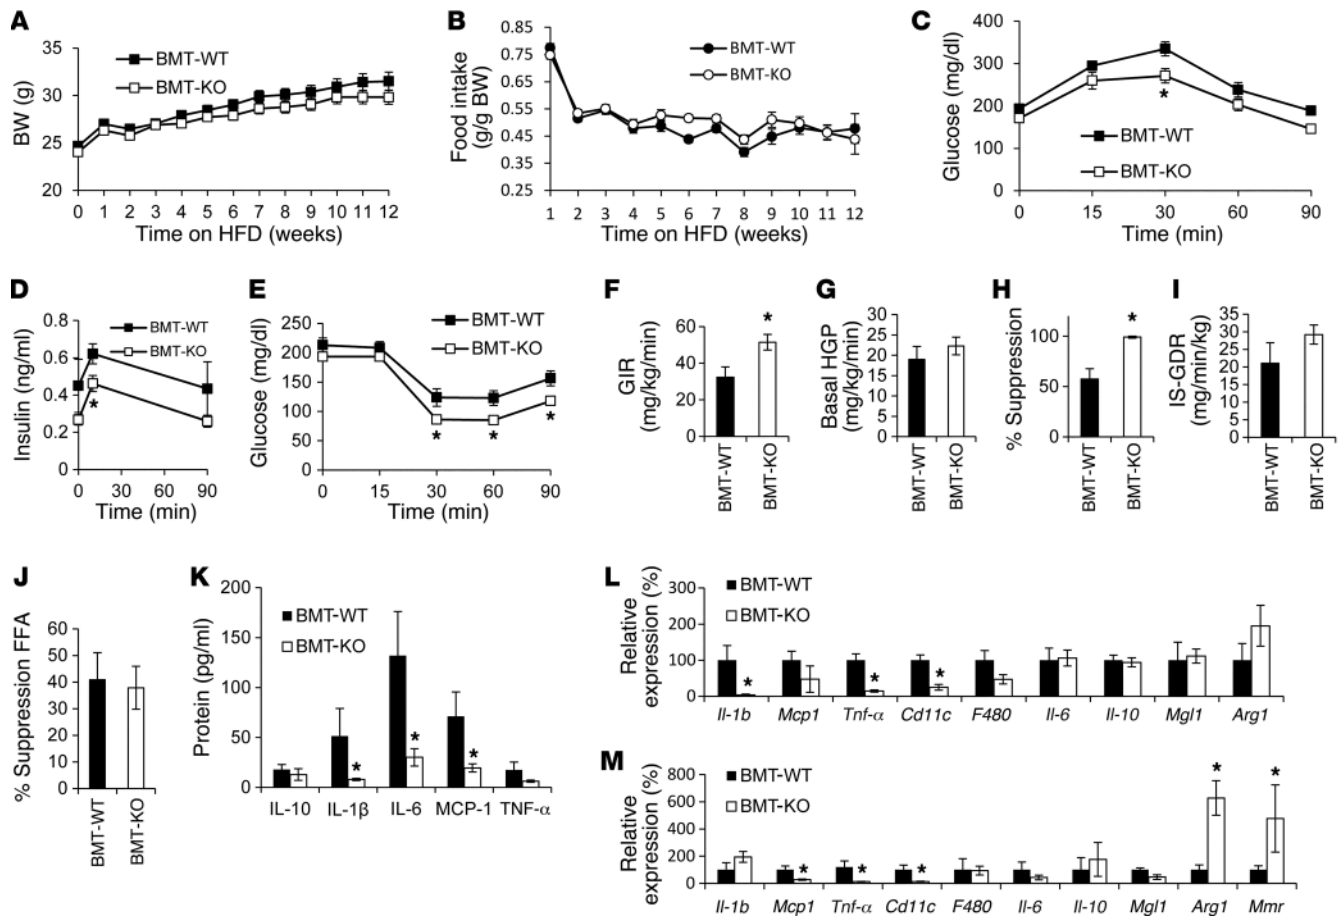 A
BW (g)
35
30
25
20
BMT-WT
BMT-KO
0 1 2 3 4 5 6 7 8 9 10 11 12
Time on HFD (weeks)
B
Food intake
(g/g BW)
0.85
0.75
0.65
0.55
0.45
0.35
0.25
BMT-WT
BMT-KO
1 2 3 4 5 6 7 8 9 10 11 12
Time on HFD (weeks)
C
Glucose (mg/dl)
400
300
200
100
0
*
BMT-WT
BMT-KO
0 15 30 60 90
Time (min)
D
Insulin (ng/ml)
0.8
0.6
0.4
0.2
0
BMT-WT
BMT-KO
*
0 30 60 90
Time (min)
E
Glucose (mg/dl)
250
200
150
100
50
0
BMT-WT
BMT-KO
* * *
0 15 30 60 90
Time (min)
F
GIR
(mg/kg/min)
60
40
20
0
*
BMT-WT
BMT-KO
G
Basal HGP
(mg/kg/min)
30
25
20
15
10
5
0
BMT-WT
BMT-KO
H
% Suppression
100
50
0
*
BMT-WT
BMT-KO
I
IS-GDR
(mg/min/kg)
35
30
25
20
15
10
5
0
BMT-WT
BMT-KO
J
% Suppression FFA
60
50
40
30
20
10
0
BMT-WT
BMT-KO
K
Protein (pg/ml)
200
150
100
50
0
BMT-WT
BMT-KO
* * *
IL-10 IL-1β IL-6 MCP-1 TNF-α
L
Relative
expression (%)
300
200
100
0
BMT-WT
BMT-KO
* * *
Il-1b Mcp1 Tnf-α Cd11c F480 Il-6 Il-10 Mgl1 Arg1
M
Relative
expression (%)
800
600
400
200
0
BMT-WT
BMT-KO
* * * * *
Il-1b Mcp1 Tnf-α Cd11c F480 Il-6 Il-10 Mgl1 Arg1 Mmr